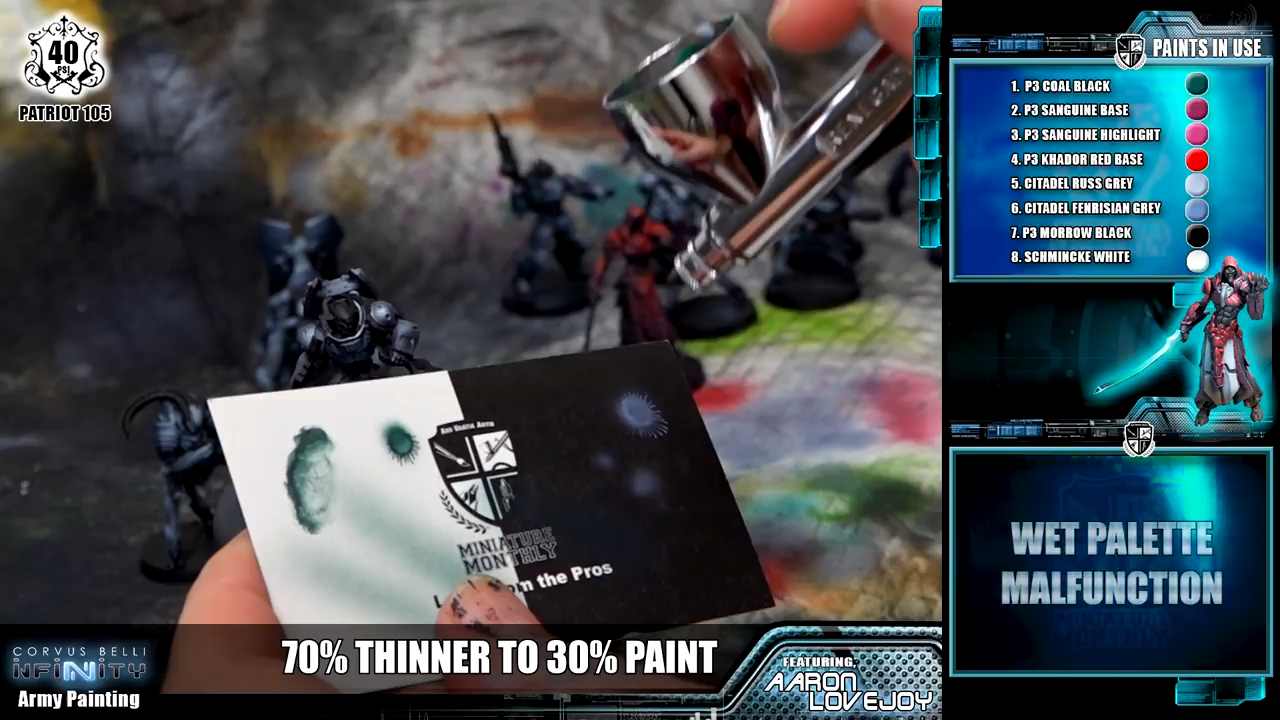 40
PSI
PATRIOT 105
PAINTS IN USE
1. P3 COAL BLACK
2. P3 SANGUINE BASE
3. P3 SANGUINE HIGHLIGHT
4. P3 KHADOR RED BASE
5. CITADEL RUSS GREY
6. CITADEL FENRISIAN GREY
7. P3 MORROW BLACK
8. SCHMINCKE WHITE
ARS GRATIA ARTIS
MINIATURE
MONTHLY
the Pros
WET PALETTE
MALFUNCTION
70% THINNER TO 30% PAINT
CORVUS BELLI
INFINITY
Army Painting
FEATURING,
AARON
LOVEJOY